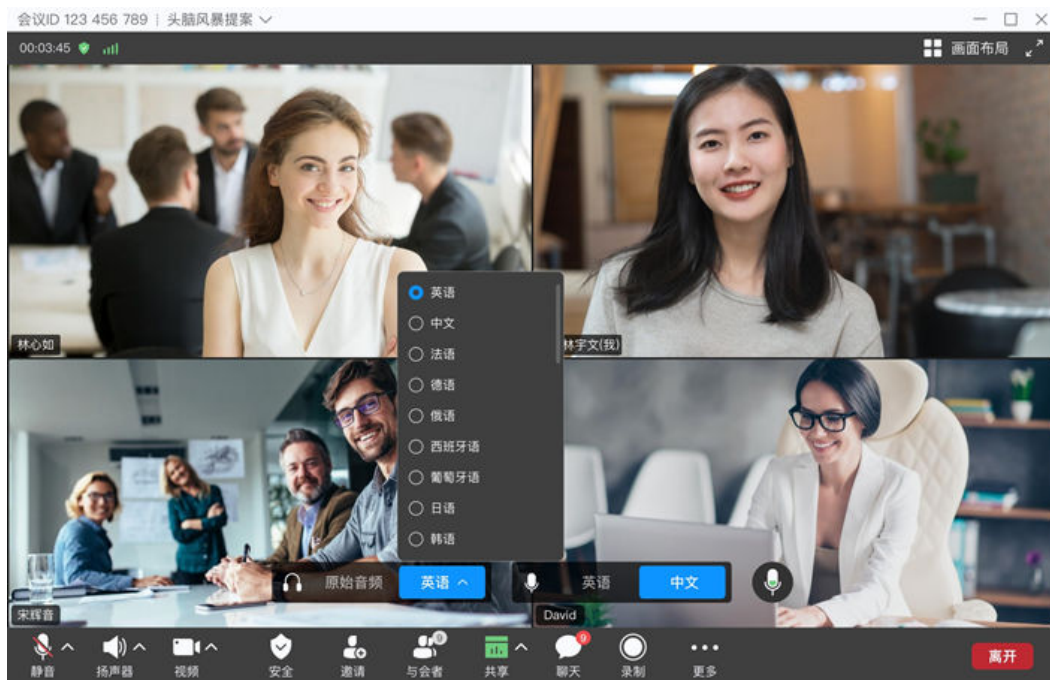 会议ID 123 456 789 | 头脑风暴提案
00:03:45
画面布局
林心如
林宇文(我)
英语
中文
法语
德语
俄语
西班牙语
葡萄牙语
日语
韩语
原始音频 英语
英语 中文
宋辉音
David
静音 扬声器 视频 安全 邀请 与会者 9 共享 聊天 9 录制 更多 离开